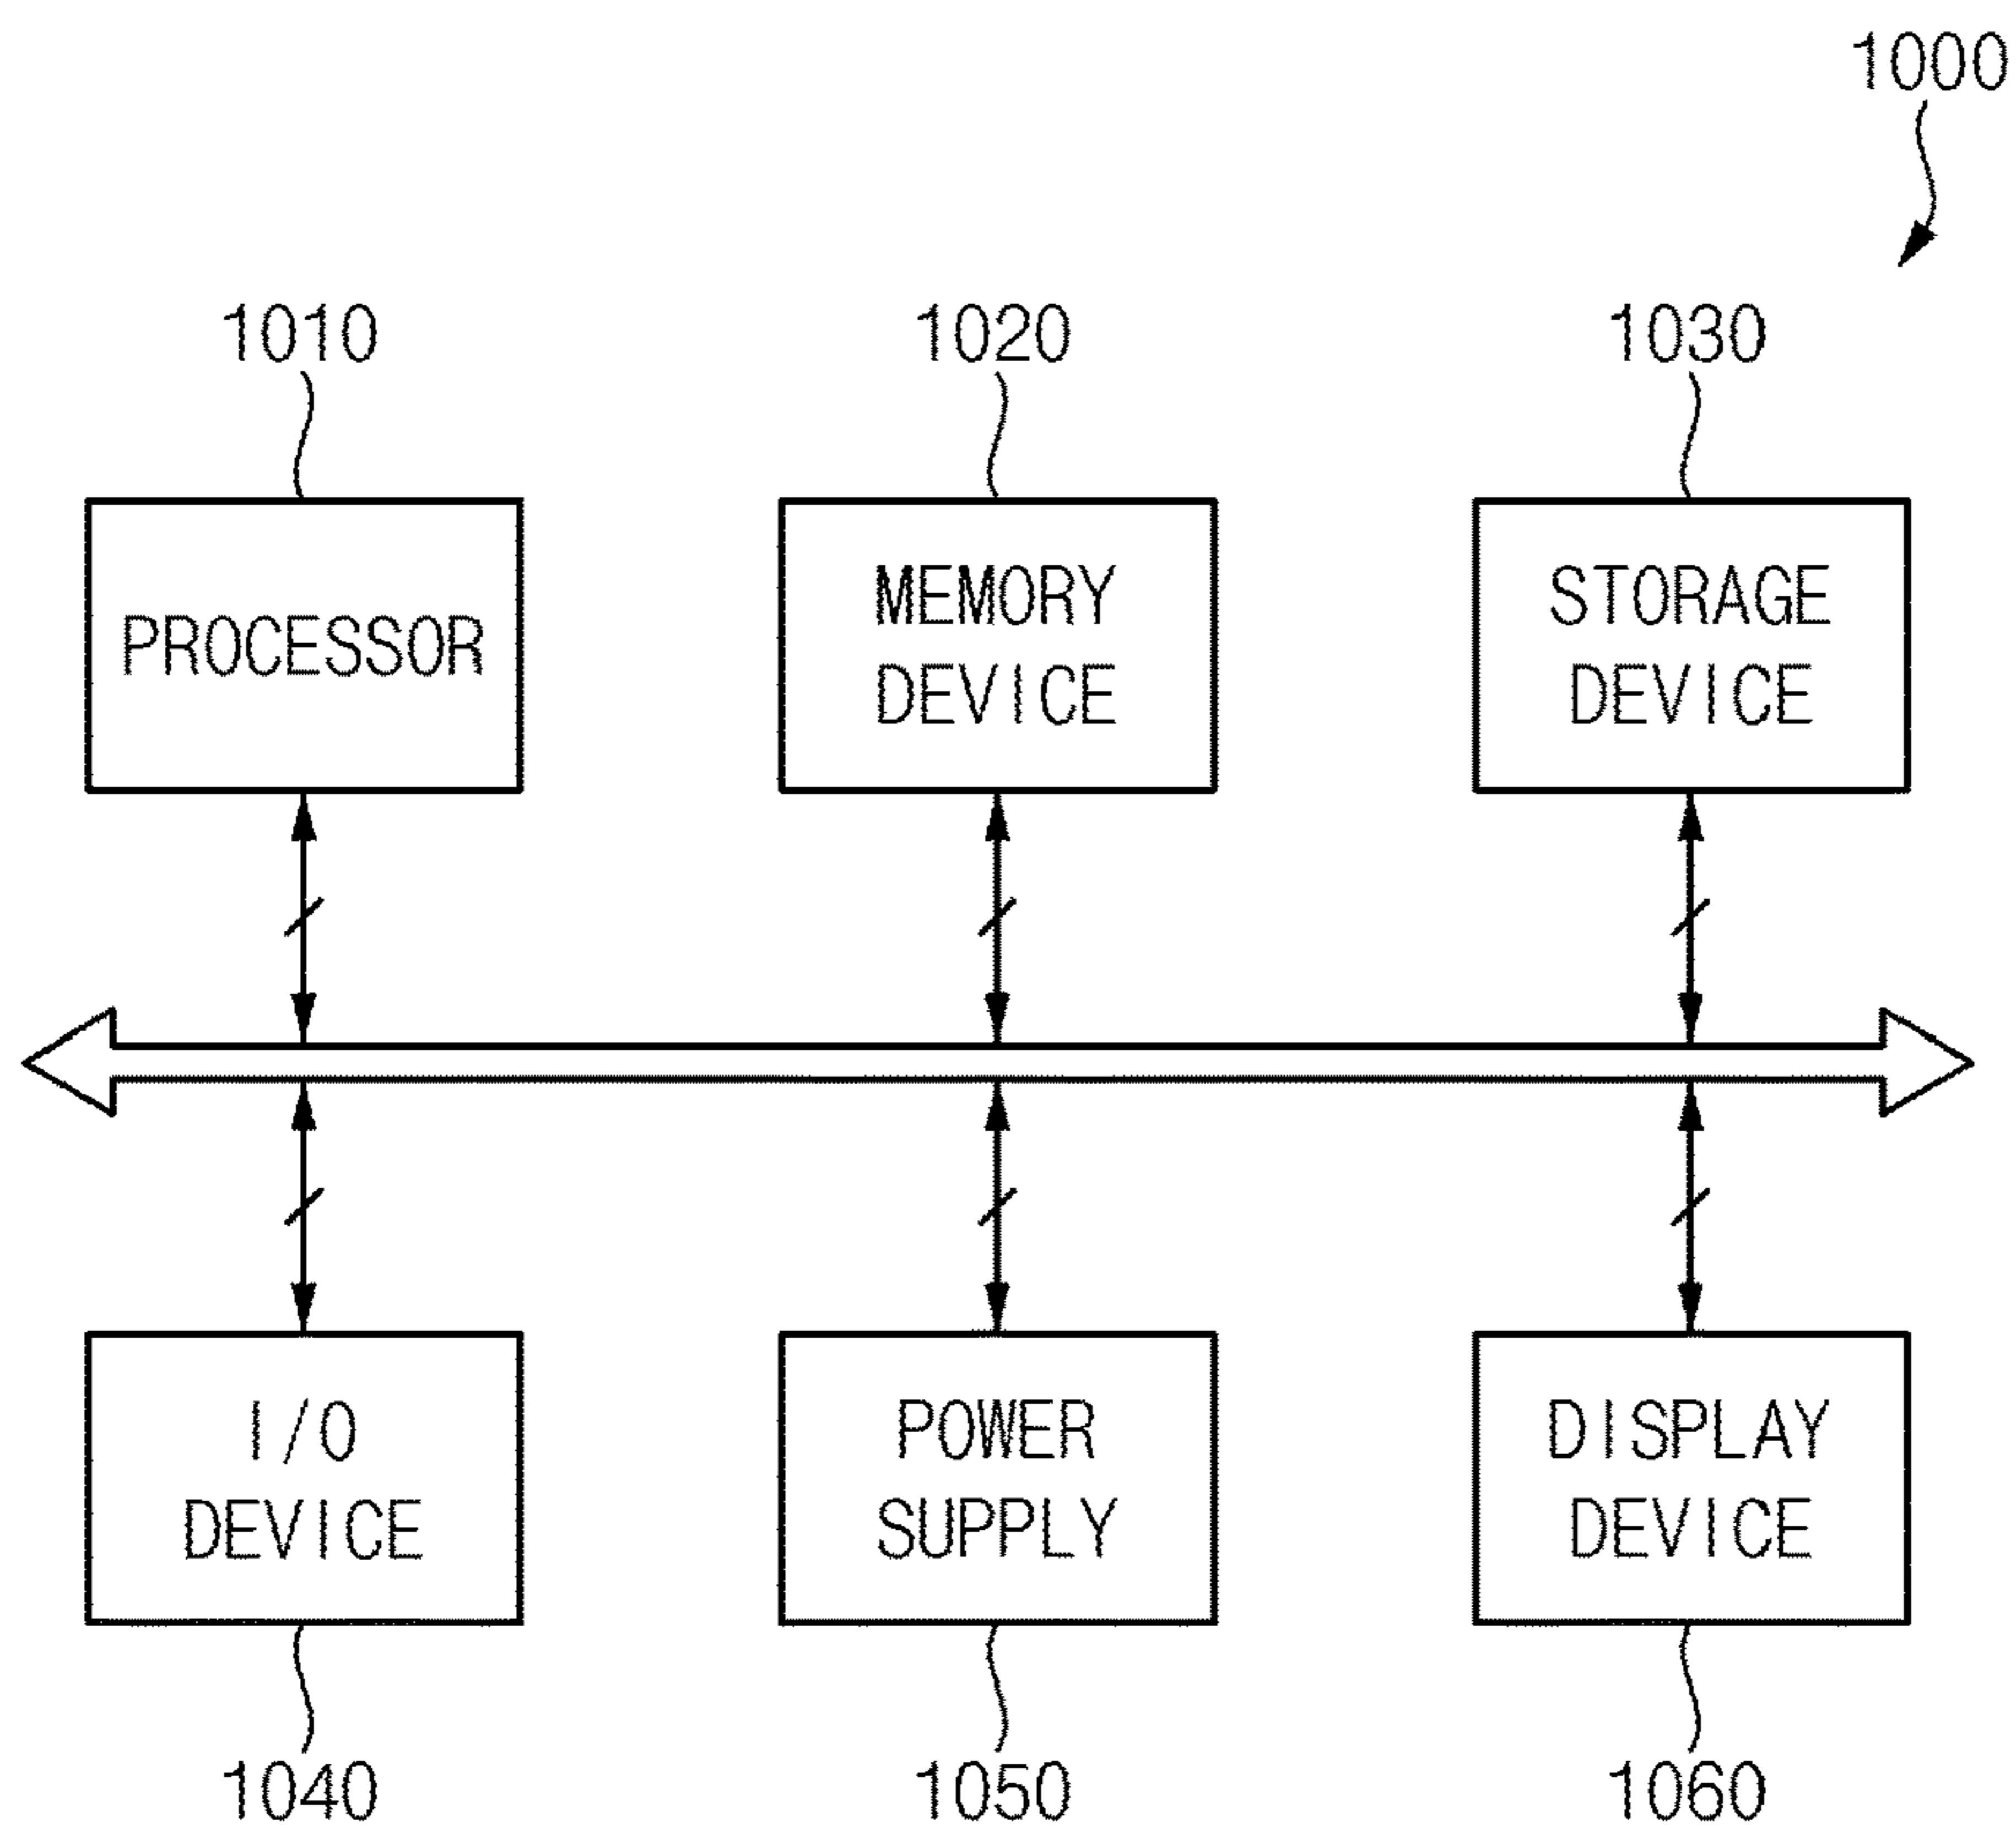 1000
1010
1020
1030
PROCESSOR
MEMORY
DEVICE
STORAGE
DEVICE
I/O
DEVICE
POWER
SUPPLY
DISPLAY
DEVICE
1040
1050
1060